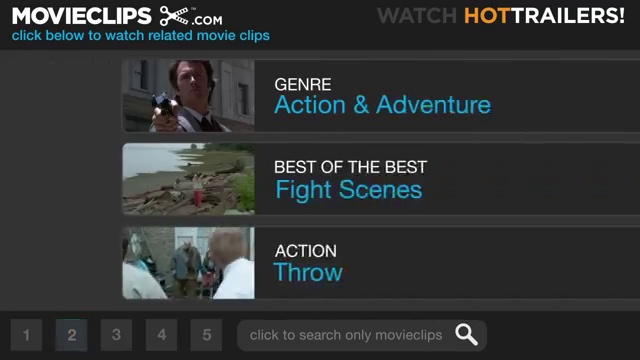 MOVIECLIPS.COM
WATCH HOTTRAILERS!
click below to watch related movie clips
GENRE
Action & Adventure
BEST OF THE BEST
Fight Scenes
ACTION
Throw
1 2 3 4 5 click to search only movieclips